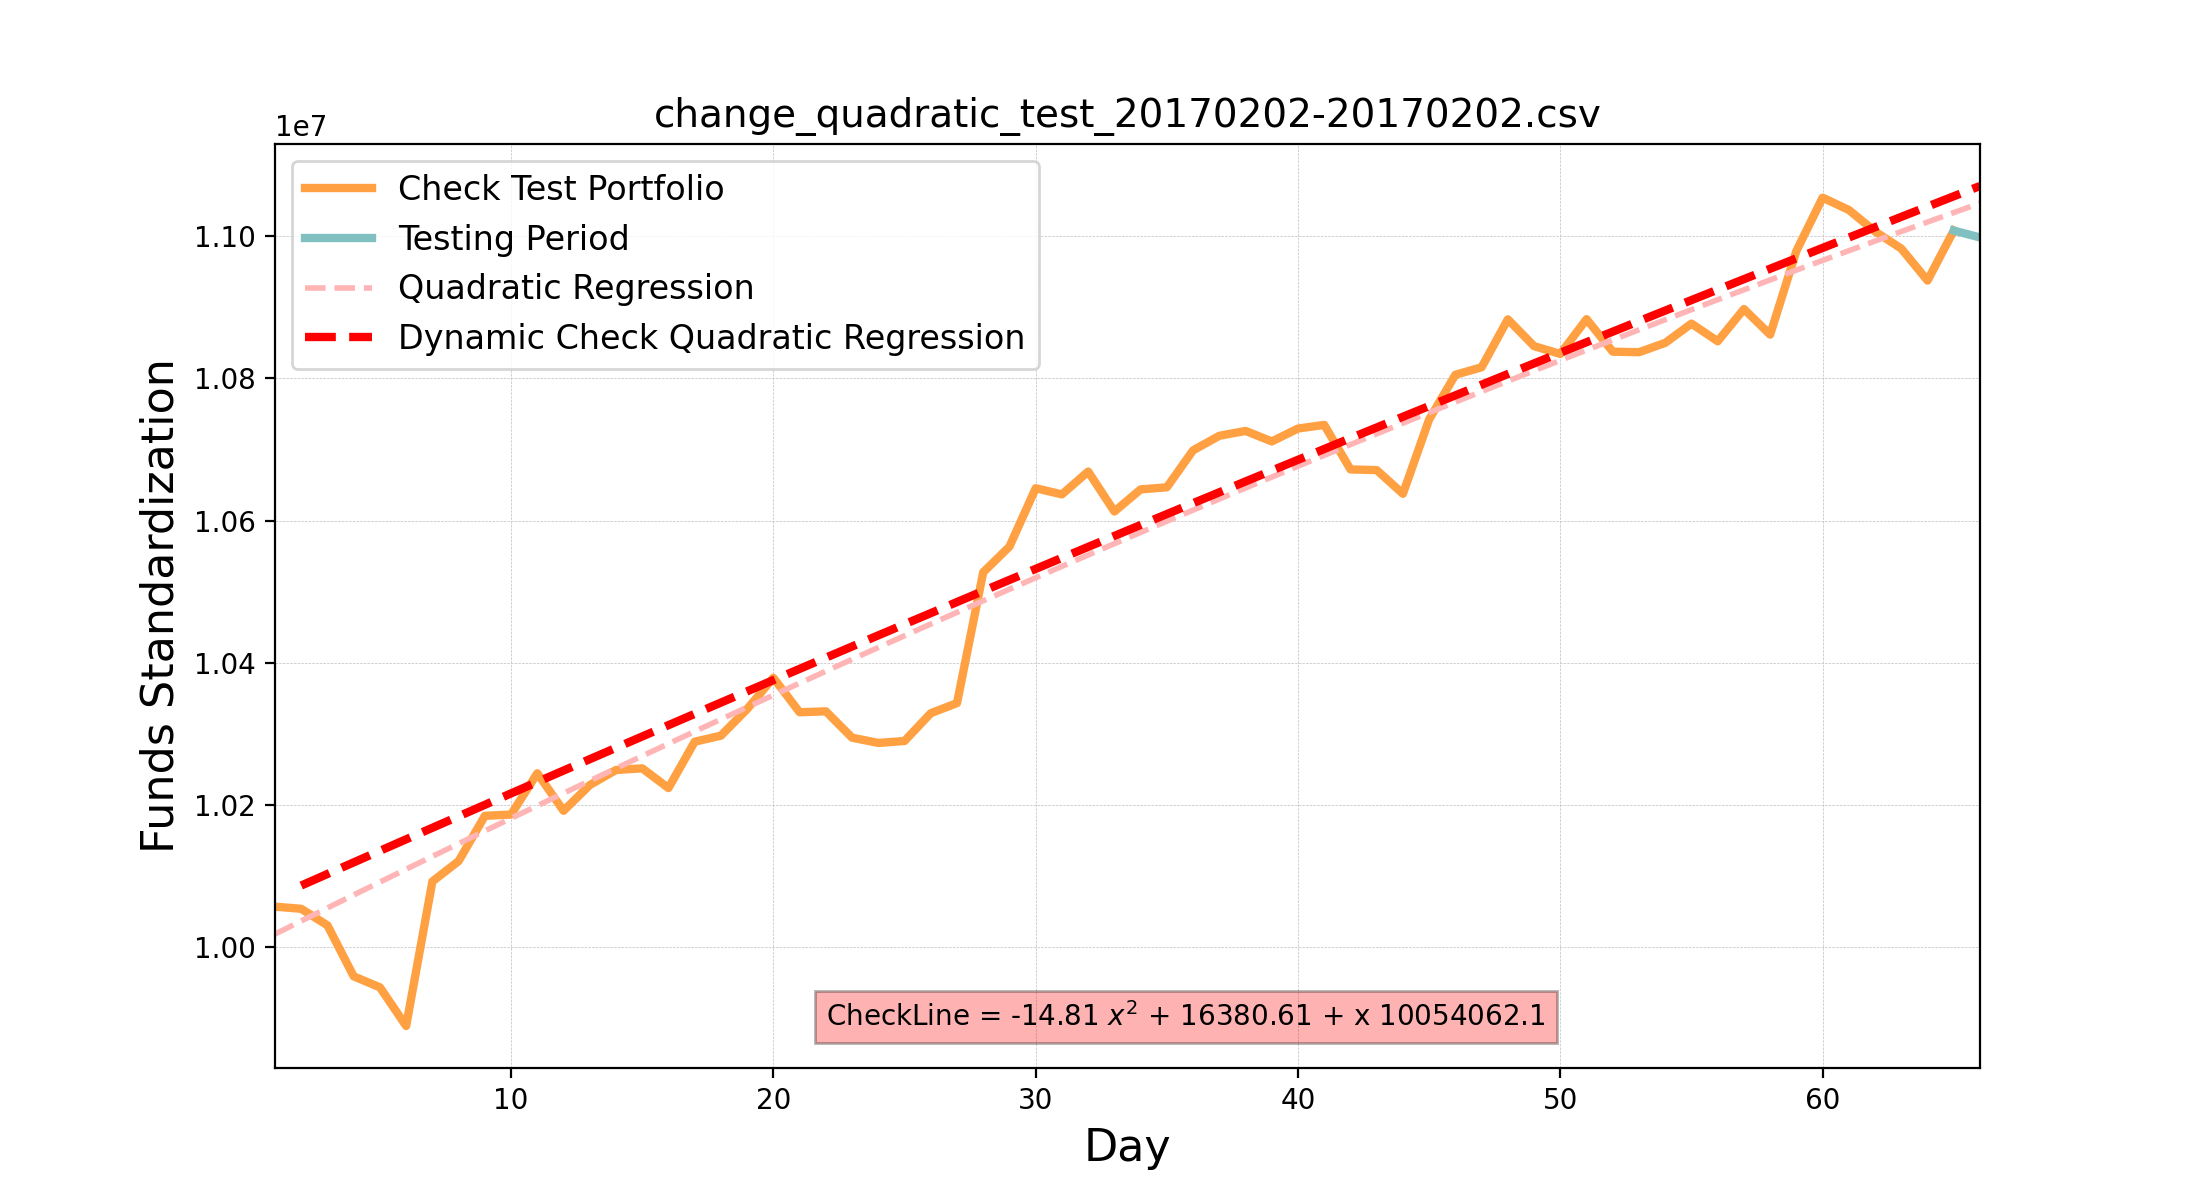 change_quadratic_test_20170202-20170202.csv
1e7
Check Test Portfolio
Testing Period
Quadratic Regression
Dynamic Check Quadratic Regression
1.10
1.08
1.06
1.04
1.02
1.00
Funds Standardization
CheckLine = -14.81 x² + 16380.61 + x 10054062.1
10 20 30 40 50 60
Day